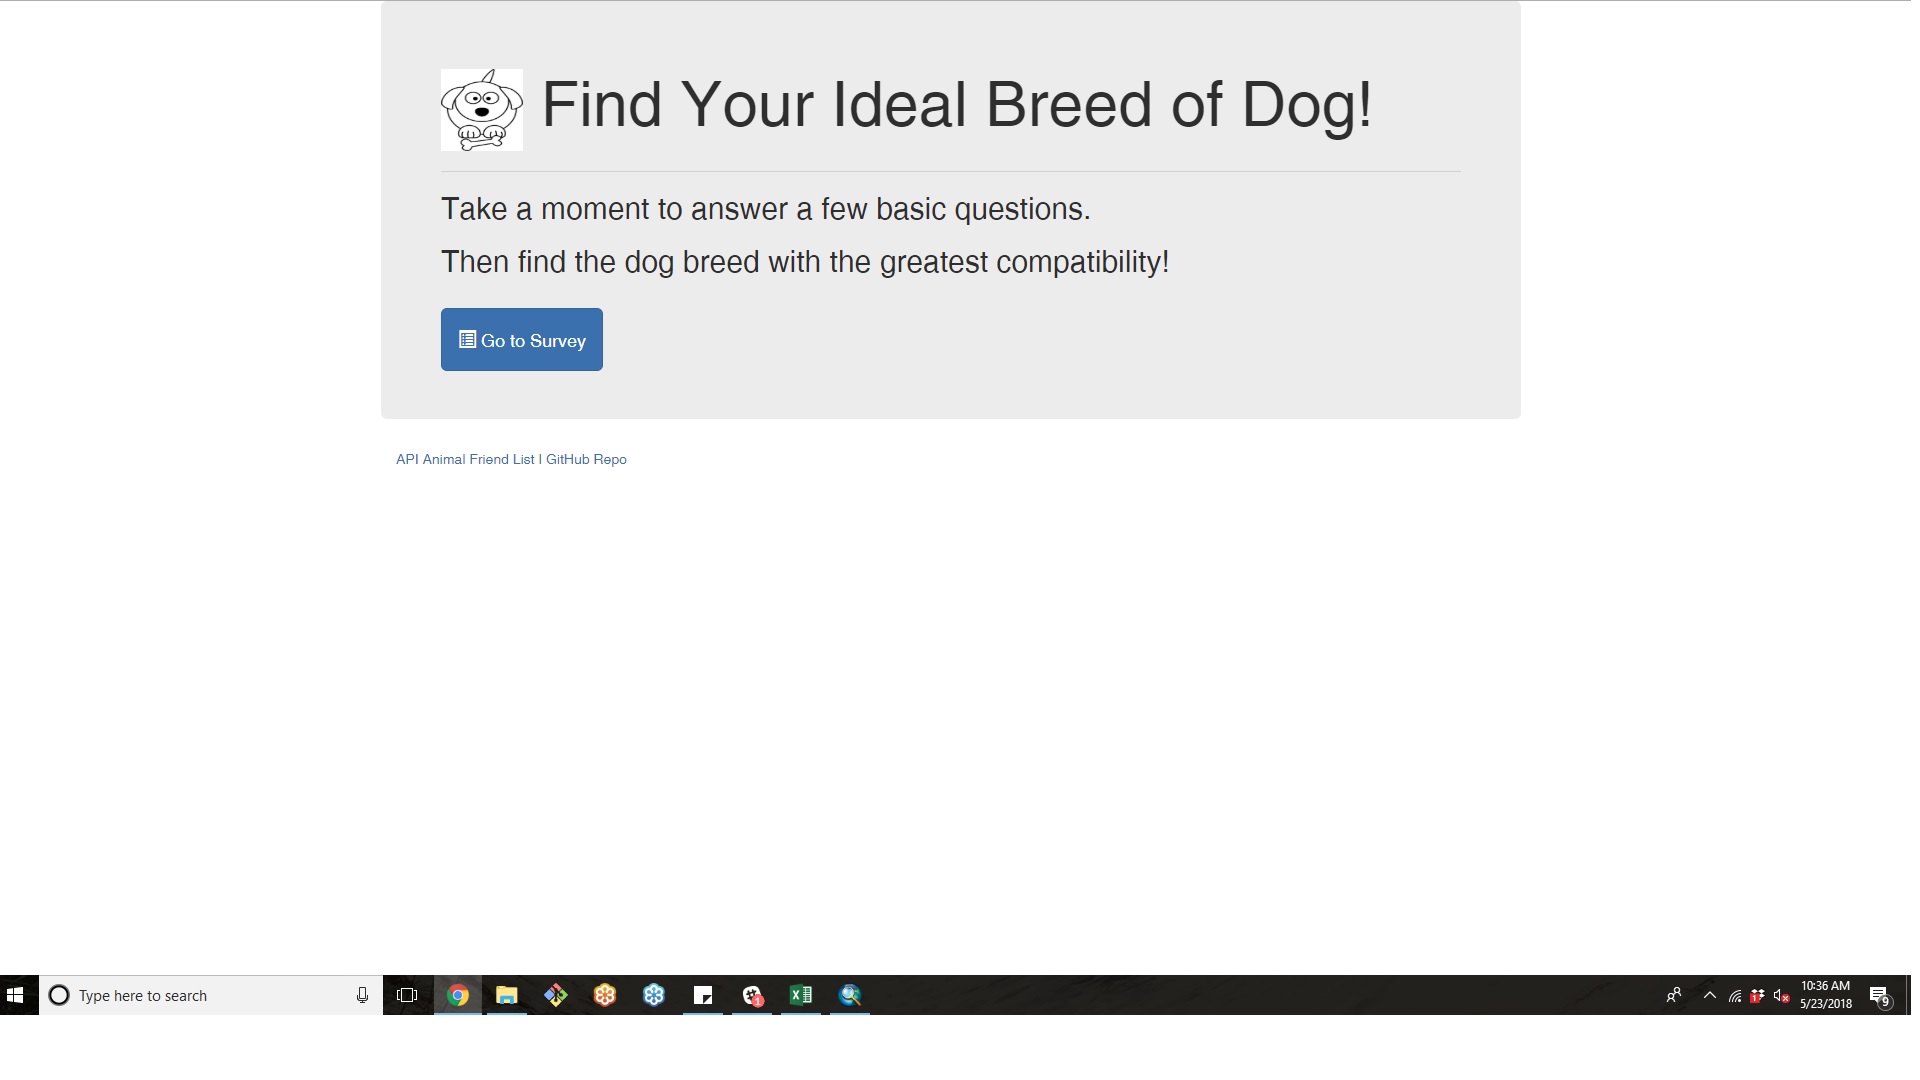 Find Your Ideal Breed of Dog!
Take a moment to answer a few basic questions.
Then find the dog breed with the greatest compatibility!
Go to Survey
API Animal Friend List | GitHub Repo
Type here to search
1
1
10:36 AM
5/23/2018
9